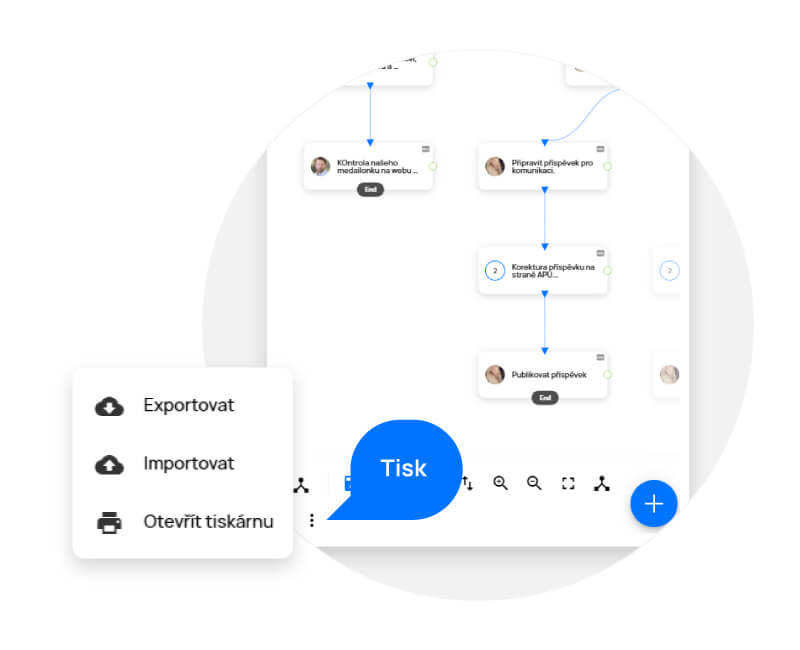 KOntrola našeho
medailonku na webu ...
End
Připravit příspěvek pro
komunikaci.
2
Korektura příspěvku na
straně APÚ...
2
Publikovat příspěvek
End
Exportovat
Importovat
Otevřít tiskárnu
Tisk